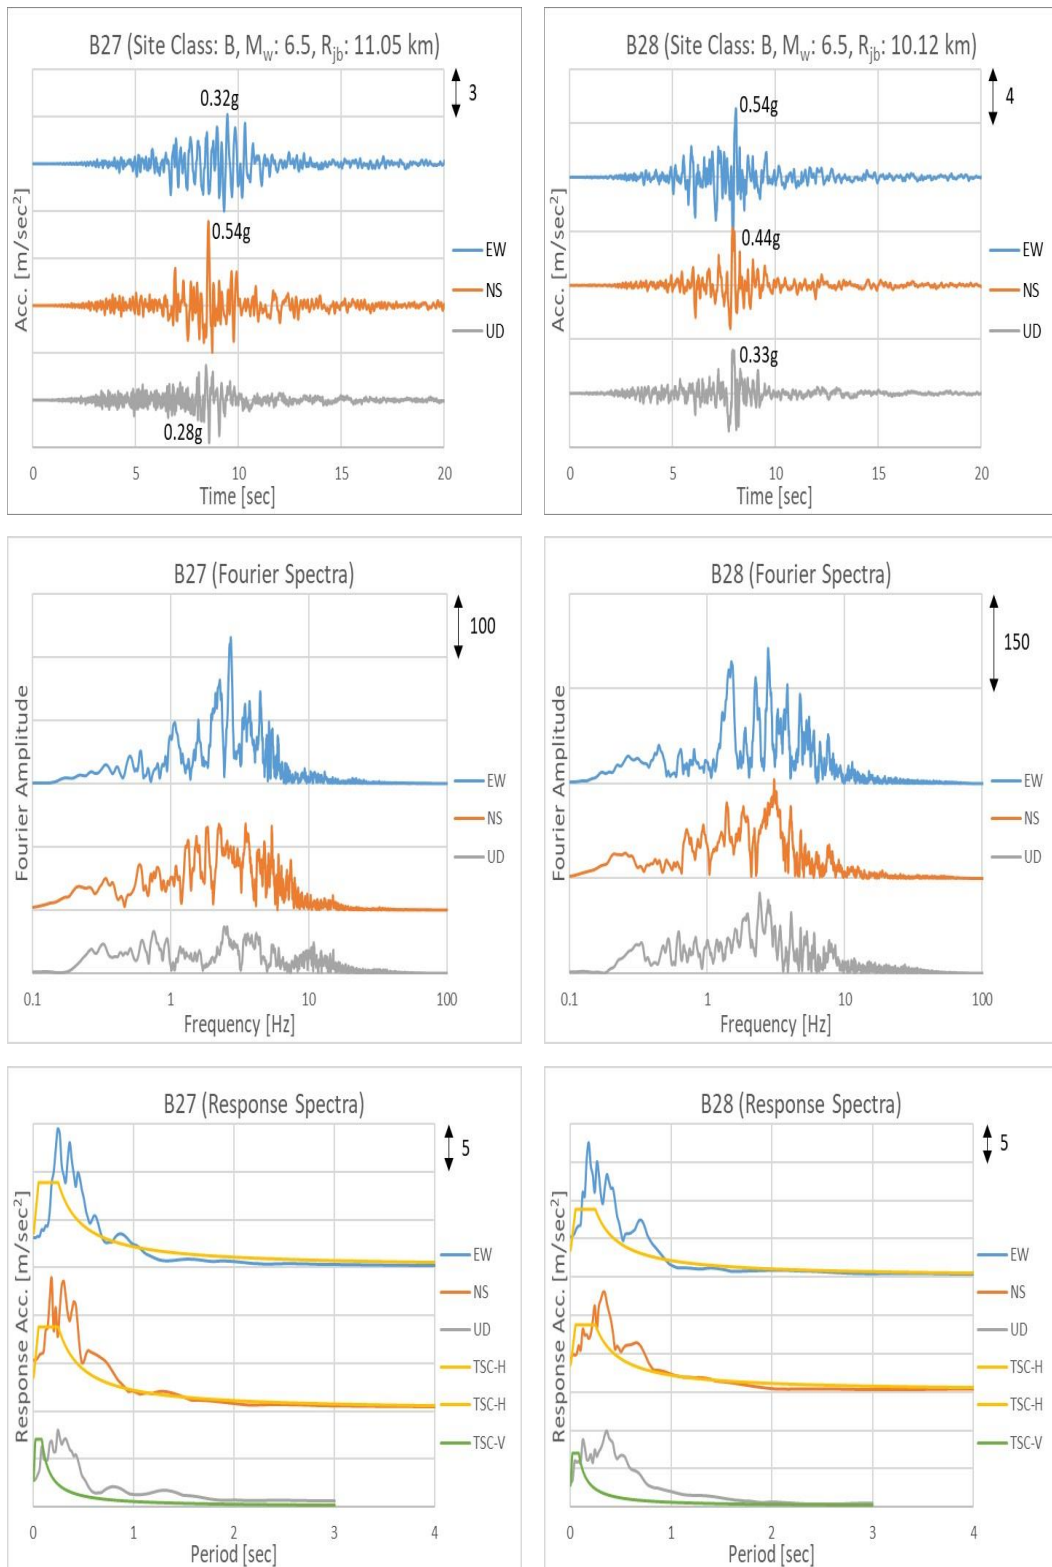 B27 (Site Class: B, Mw: 6.5, Rjb: 11.05 km)
3
0.32g
0.54g
0.28g
Acc. [m/sec²]
EW
NS
UD
0 5 10 15 20
Time [sec]
B28 (Site Class: B, Mw: 6.5, Rjb: 10.12 km)
4
0.54g
0.44g
0.33g
Acc. [m/sec²]
EW
NS
UD
0 5 10 15 20
Time [sec]
B27 (Fourier Spectra)
100
Fourier Amplitude
EW
NS
UD
0.1 1 10 100
Frequency [Hz]
B28 (Fourier Spectra)
150
Fourier Amplitude
EW
NS
UD
0.1 1 10 100
Frequency [Hz]
B27 (Response Spectra)
5
Response Acc. [m/sec²]
EW
NS
UD
TSC-H
TSC-H
TSC-V
0 1 2 3 4
Period [sec]
B28 (Response Spectra)
5
Response Acc. [m/sec²]
EW
NS
UD
TSC-H
TSC-H
TSC-V
0 1 2 3 4
Period [sec]